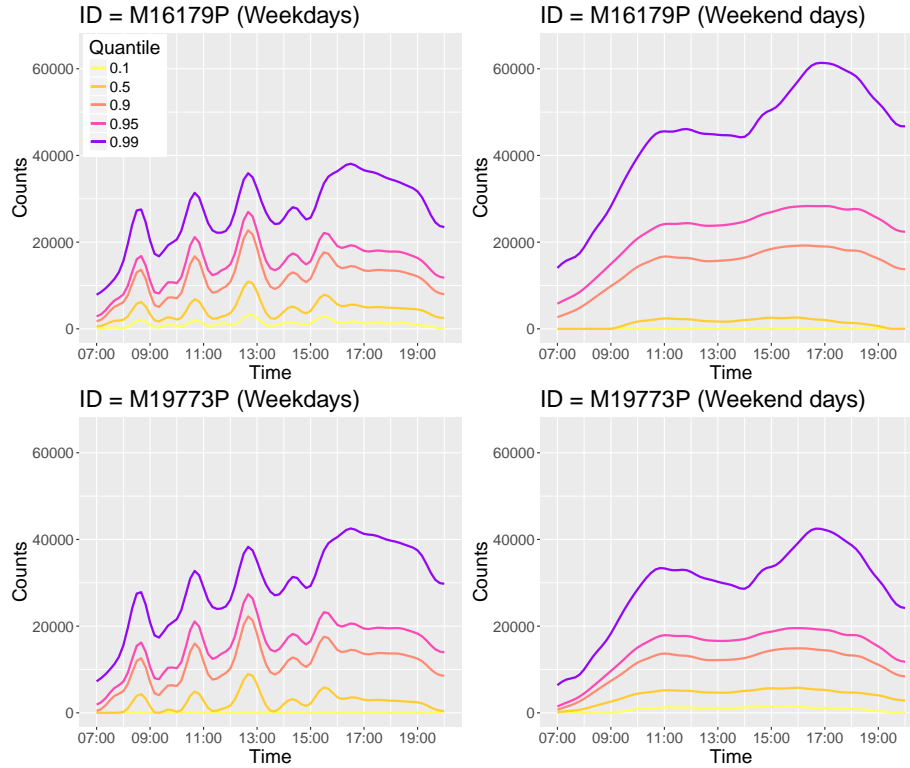 ID = M16179P (Weekdays)
Quantile
0.1
0.5
0.9
0.95
0.99
60000
40000
20000
0
Counts
07:00 09:00 11:00 13:00 15:00 17:00 19:00
Time
ID = M16179P (Weekend days)
60000
40000
20000
0
Counts
07:00 09:00 11:00 13:00 15:00 17:00 19:00
Time
ID = M19773P (Weekdays)
60000
40000
20000
0
Counts
07:00 09:00 11:00 13:00 15:00 17:00 19:00
Time
ID = M19773P (Weekend days)
60000
40000
20000
0
Counts
07:00 09:00 11:00 13:00 15:00 17:00 19:00
Time